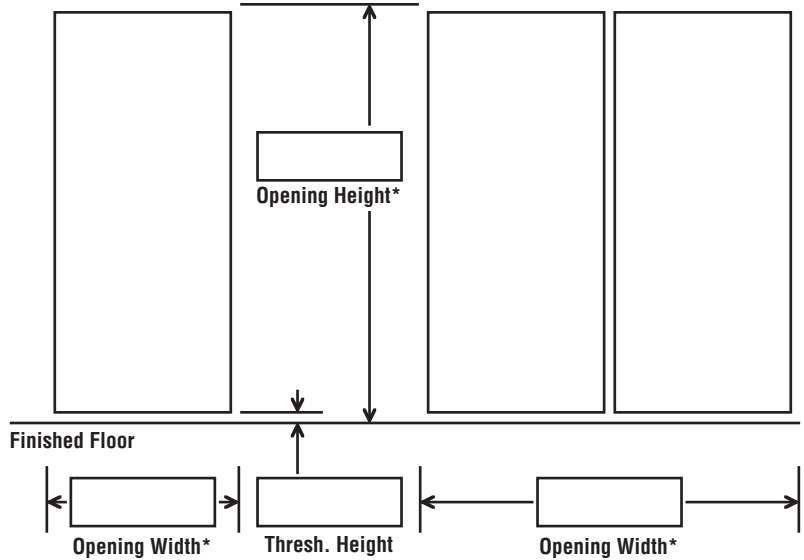 Opening Height*
Finished Floor
Opening Width*
Thresh. Height
Opening Width*